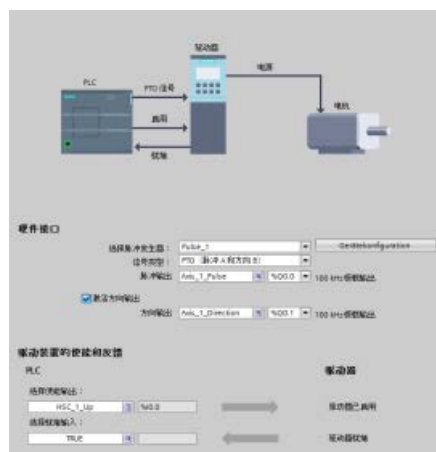 驱动器
PLC
PTO 信号
电源
启用
电机
就绪
硬件接口
选择脉冲发生器： Pulse_1 Gerätekonfiguration
信号类型： PTO（脉冲 A 和方向 B）
脉冲输出 Axis_1_Pulse %Q0.0 100 kHz 板载输出
激活方向输出
方向输出 Axis_1_Direction %Q0.1 100 kHz 板载输出
驱动装置的使能和反馈
PLC 驱动器
选择使能输出：
HSC_1_Up %I0.0 驱动器已启用
选择就绪输入：
TRUE 驱动器就绪